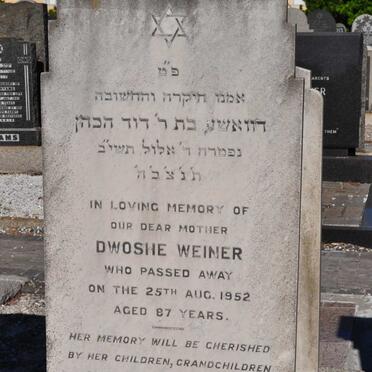 פ״ט
אמנו היקרה והחשובה
דוואשע בת ר׳ דוד הכהן
נפטרה ד׳ אלול תשי״ב
ת׳ נ׳ צ׳ ב׳ ה׳
IN LOVING MEMORY OF
OUR DEAR MOTHER
DWOSHE WEINER
WHO PASSED AWAY
ON THE 25TH AUG. 1952
AGED 87 YEARS.
HER MEMORY WILL BE CHERISHED
BY HER CHILDREN, GRANDCHILDREN